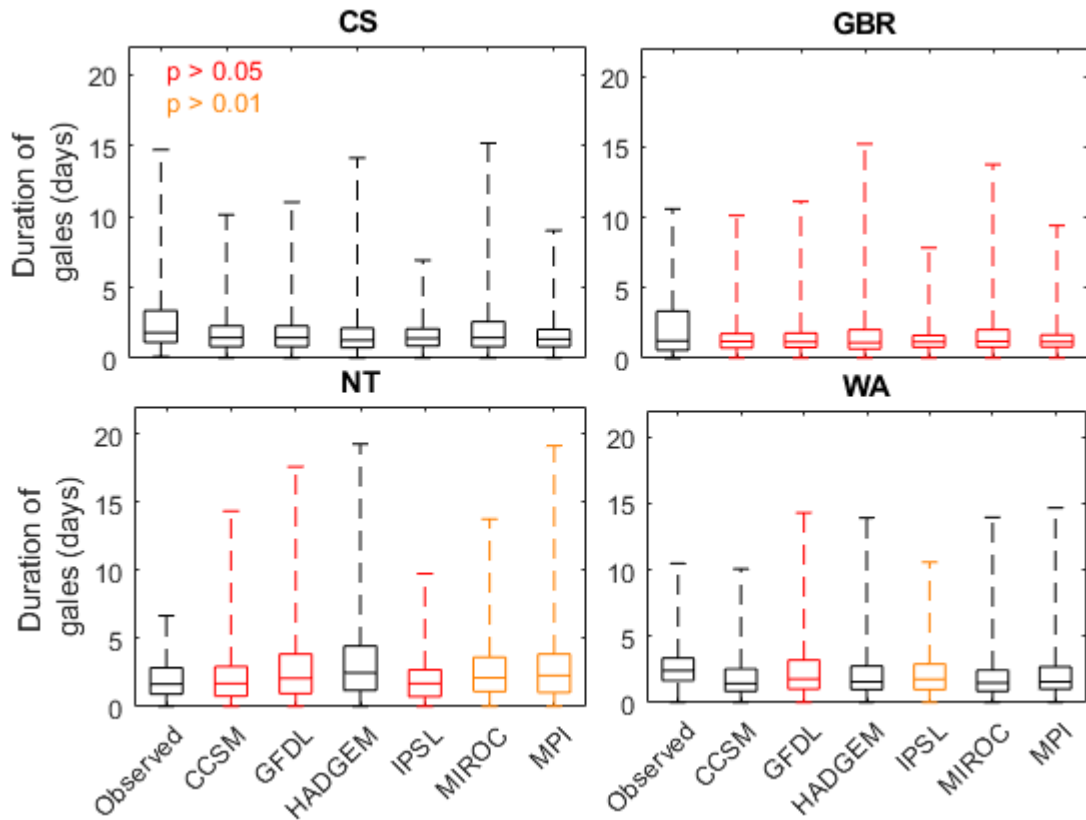 CS
GBR
p > 0.05
p > 0.01
20
15
10
5
0
Duration of
gales (days)
20
15
10
5
0
NT
WA
20
15
10
5
0
Duration of
gales (days)
20
15
10
5
0
Observed
CCSM
GFDL
HADGEM
IPSL
MIROC
MPI
Observed
CCSM
GFDL
HADGEM
IPSL
MIROC
MPI